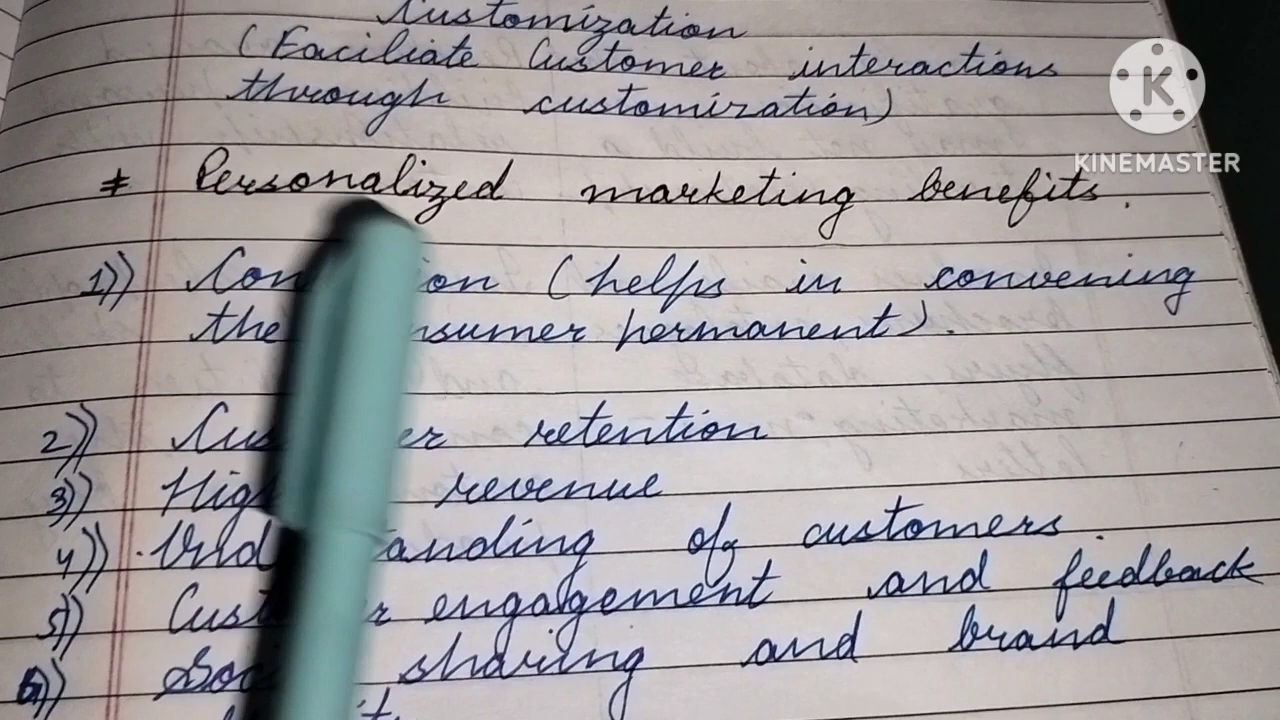 Customization
(Faciliate Customer interactions
through customization)
* Personalized marketing benefits.
1)) (helps in convening
the permanent).
2)) retention
3)) revenue
4)) of customers.
5)) engagement and feedback
6)) sharing and brand
KINEMASTER